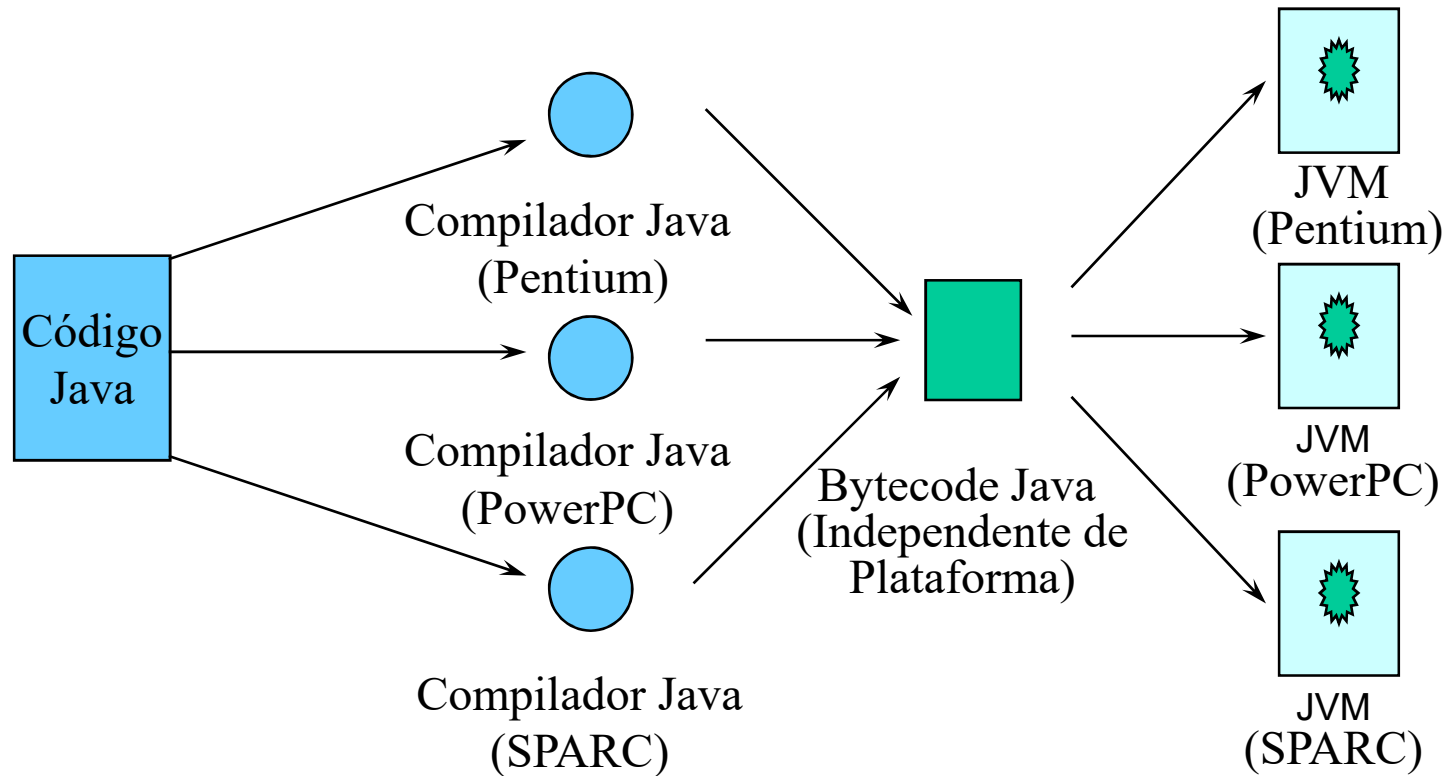 Código
Java
Compilador Java
(Pentium)
Compilador Java
(PowerPC)
Compilador Java
(SPARC)
Bytecode Java
(Independente de
Plataforma)
JVM
(Pentium)
JVM
(PowerPC)
JVM
(SPARC)